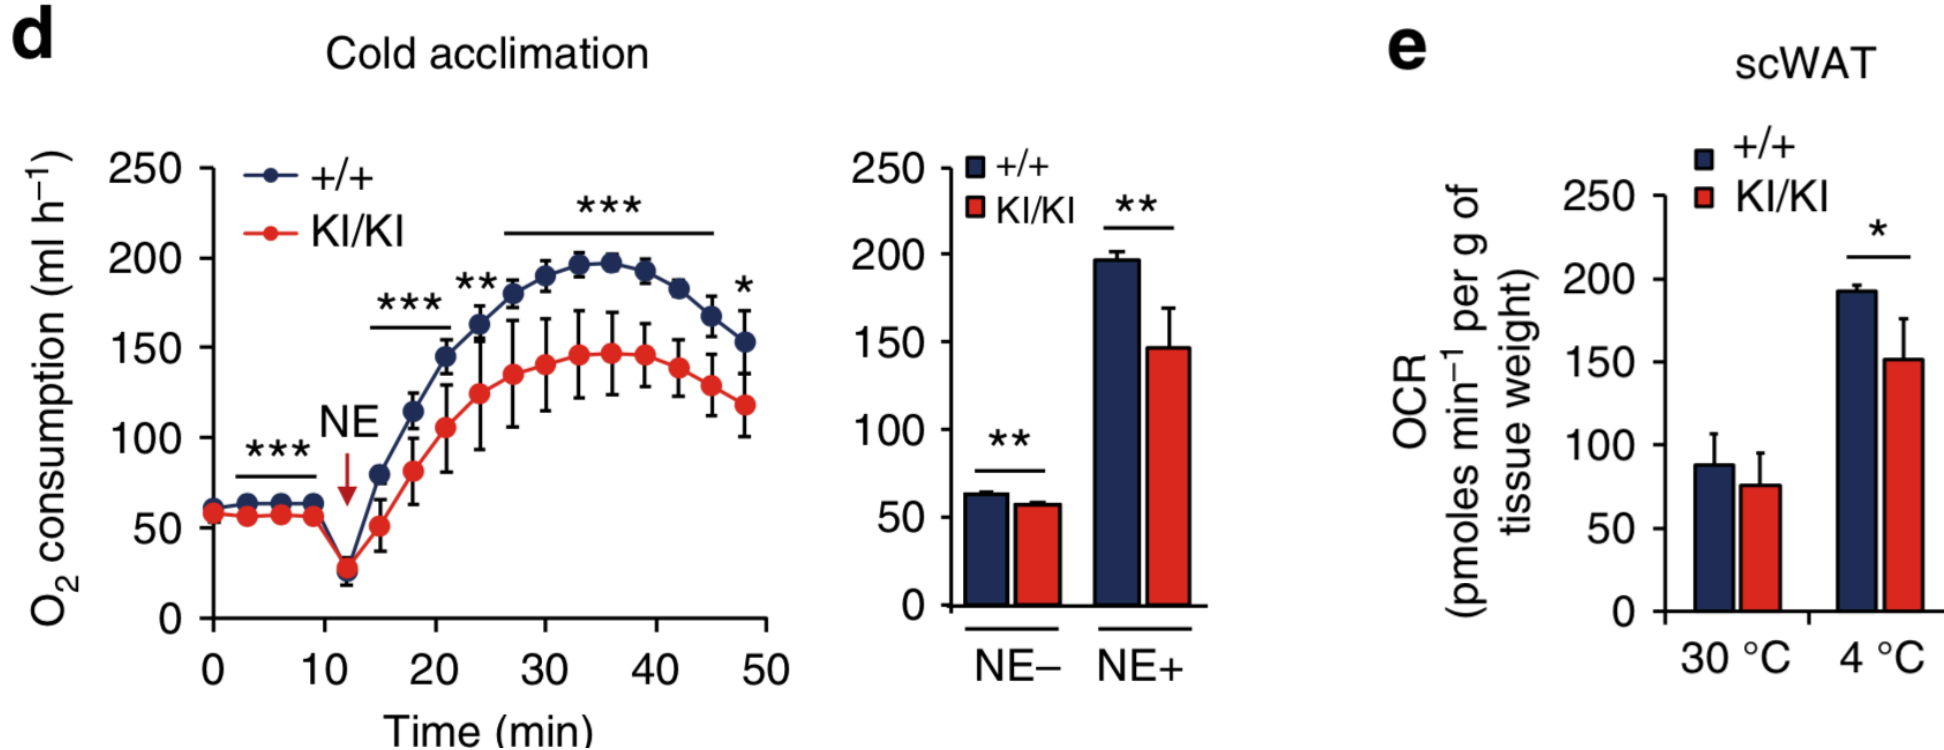 d
Cold acclimation
O2 consumption (ml h–1)
250
200
150
100
50
0
+/+
KI/KI
***
NE
***
**
***
*
0 10 20 30 40 50
Time (min)
250
200
150
100
50
0
+/+
KI/KI
**
**
NE– NE+
e
scWAT
OCR
(pmoles min–1 per g of
tissue weight)
+/+
KI/KI
250
200
150
100
50
0
*
30 °C 4 °C